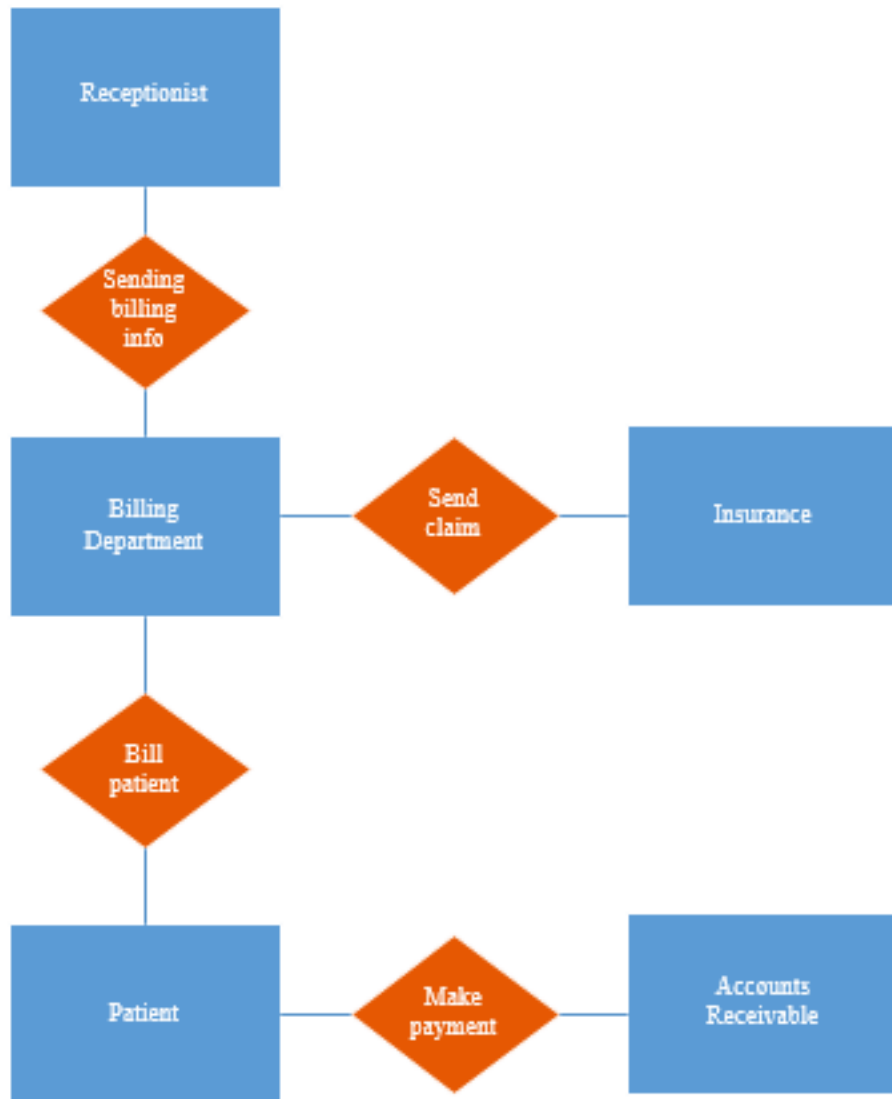 Receptionist
Sending
billing
info
Billing
Department
Send
claim
Insurance
Bill
patient
Patient
Make
payment
Accounts
Receivable